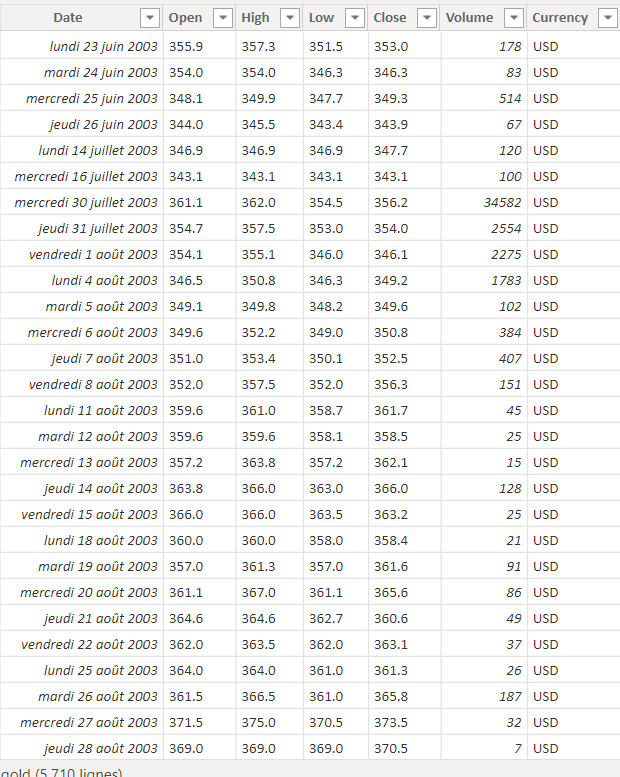 Date Open High Low Close Volume Currency
lundi 23 juin 2003 355.9 357.3 351.5 353.0 178 USD
mardi 24 juin 2003 354.0 354.0 346.3 346.3 83 USD
mercredi 25 juin 2003 348.1 349.9 347.7 349.3 514 USD
jeudi 26 juin 2003 344.0 345.5 343.4 343.9 67 USD
lundi 14 juillet 2003 346.9 346.9 346.9 347.7 120 USD
mercredi 16 juillet 2003 343.1 343.1 343.1 343.1 100 USD
mercredi 30 juillet 2003 361.1 362.0 354.5 356.2 34582 USD
jeudi 31 juillet 2003 354.7 357.5 353.0 354.0 2554 USD
vendredi 1 août 2003 354.1 355.1 346.0 346.1 2275 USD
lundi 4 août 2003 346.5 350.8 346.3 349.2 1783 USD
mardi 5 août 2003 349.1 349.8 348.2 349.6 102 USD
mercredi 6 août 2003 349.6 352.2 349.0 350.8 384 USD
jeudi 7 août 2003 351.0 353.4 350.1 352.5 407 USD
vendredi 8 août 2003 352.0 357.5 352.0 356.3 151 USD
lundi 11 août 2003 359.6 361.0 358.7 361.7 45 USD
mardi 12 août 2003 359.6 359.6 358.1 358.5 25 USD
mercredi 13 août 2003 357.2 363.8 357.2 362.1 15 USD
jeudi 14 août 2003 363.8 366.0 363.0 366.0 128 USD
vendredi 15 août 2003 366.0 366.0 363.5 363.2 25 USD
lundi 18 août 2003 360.0 360.0 358.0 358.4 21 USD
mardi 19 août 2003 357.0 361.3 357.0 361.6 91 USD
mercredi 20 août 2003 361.1 367.0 361.1 365.6 86 USD
jeudi 21 août 2003 364.6 364.6 362.7 360.6 49 USD
vendredi 22 août 2003 362.0 363.5 362.0 363.1 37 USD
lundi 25 août 2003 364.0 364.0 361.0 361.3 26 USD
mardi 26 août 2003 361.5 366.5 361.0 365.8 187 USD
mercredi 27 août 2003 371.5 375.0 370.5 373.5 32 USD
jeudi 28 août 2003 369.0 369.0 369.0 370.5 7 USD
gold (5 710 lignes)